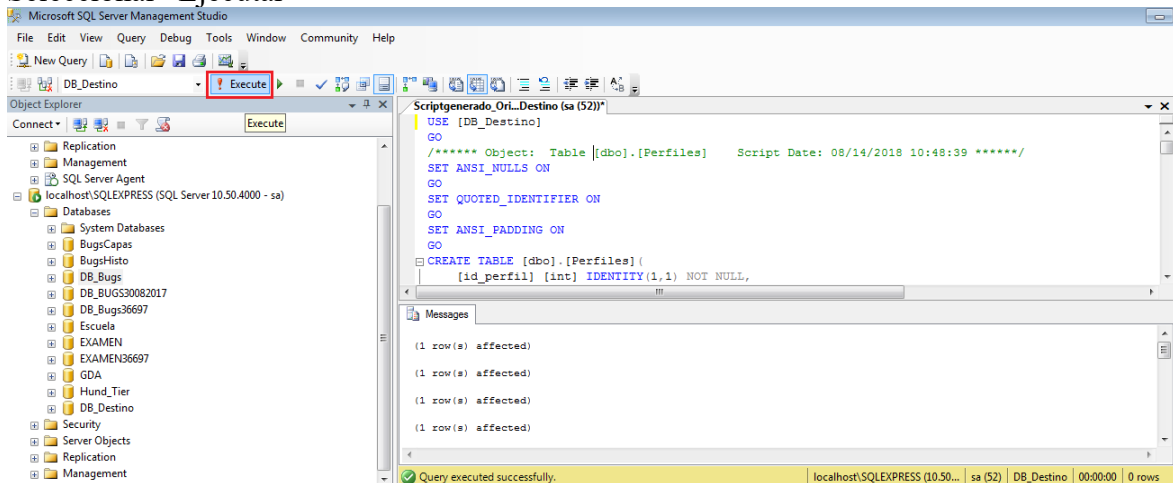 Microsoft SQL Server Management Studio
File Edit View Query Debug Tools Window Community Help
New Query
DB_Destino
Execute
Object Explorer
Connect
Execute
Replication
Management
SQL Server Agent
localhost\SQLEXPRESS (SQL Server 10.50.4000 - sa)
Databases
System Databases
BugsCapas
BugsHisto
DB_Bugs
DB_BUGS30082017
DB_Bugs36697
Escuela
EXAMEN
EXAMEN36697
GDA
Hund_Tier
DB_Destino
Security
Server Objects
Replication
Management
Scriptgenerado_Ori...Destino (sa (52))*
USE [DB_Destino]
GO
/****** Object: Table [dbo].[Perfiles] Script Date: 08/14/2018 10:48:39 ******/
SET ANSI_NULLS ON
GO
SET QUOTED_IDENTIFIER ON
GO
SET ANSI_PADDING ON
GO
CREATE TABLE [dbo].[Perfiles](
[id_perfil] [int] IDENTITY(1,1) NOT NULL,
Messages
(1 row(s) affected)
(1 row(s) affected)
(1 row(s) affected)
(1 row(s) affected)
Query executed successfully.
localhost\SQLEXPRESS (10.50... sa (52) DB_Destino 00:00:00 0 rows